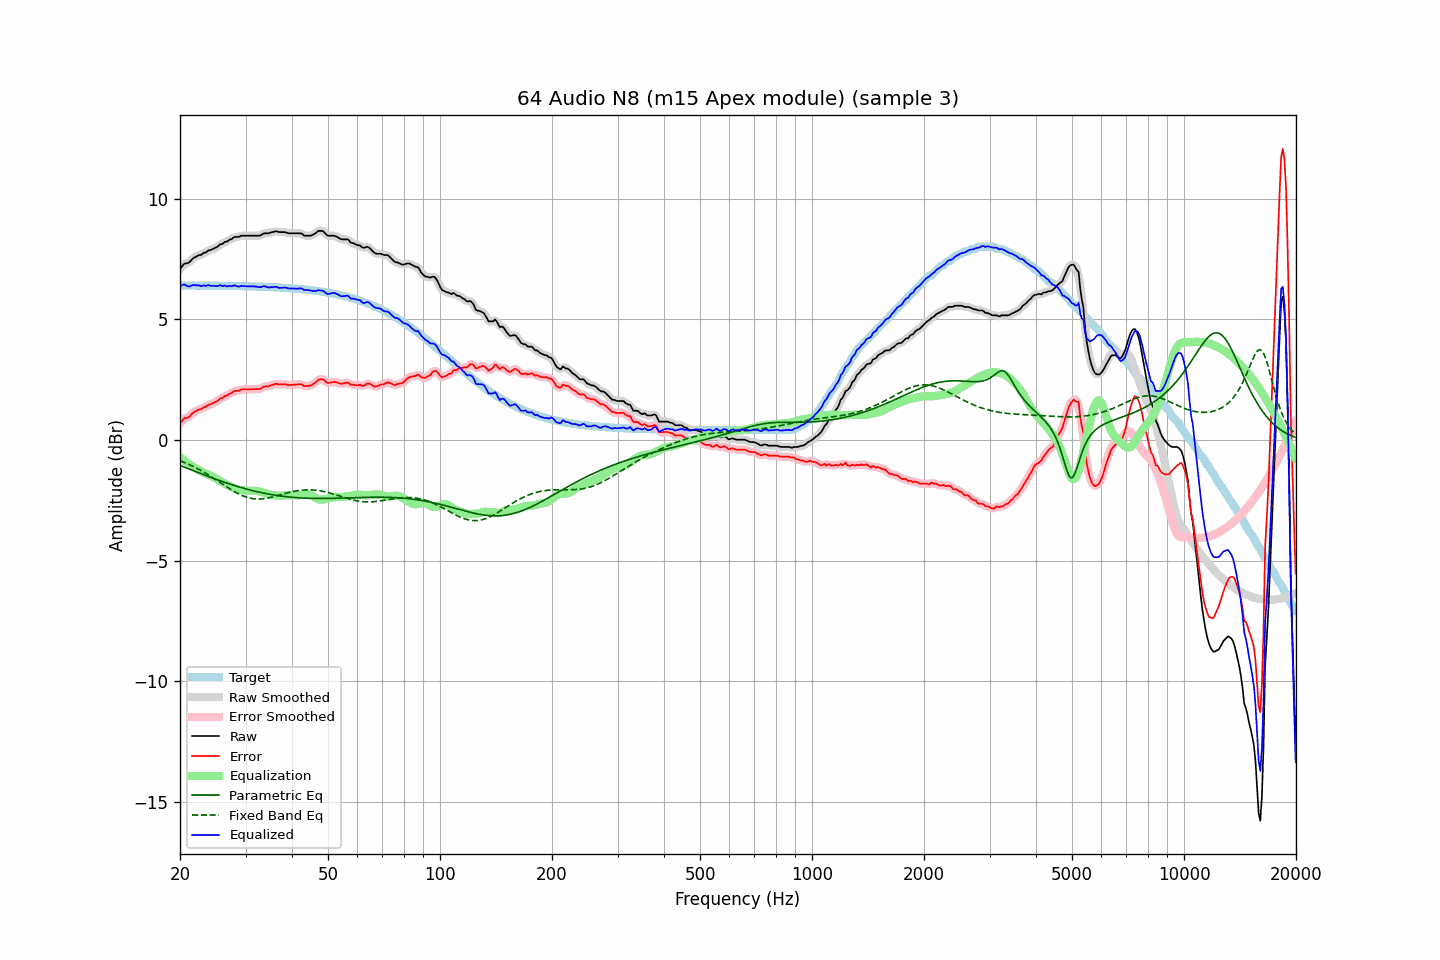 64 Audio N8 (m15 Apex module) (sample 3)
Amplitude (dBr)
10
5
0
−5
−10
−15
Target
Raw Smoothed
Error Smoothed
Raw
Error
Equalization
Parametric Eq
Fixed Band Eq
Equalized
20 50 100 200 500 1000 2000 5000 10000 20000
Frequency (Hz)